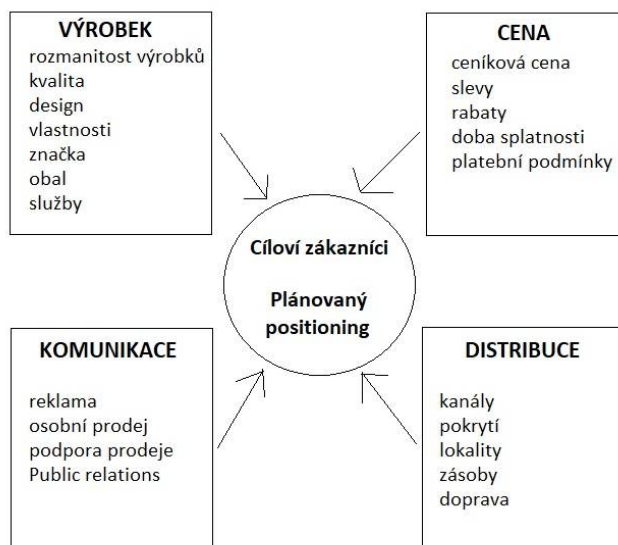 VÝROBEK
rozmanitost výrobků
kvalita
design
vlastnosti
značka
obal
služby
CENA
ceníková cena
slevy
rabaty
doba splatnosti
platební podmínky
Cíloví zákazníci
Plánovaný
positioning
KOMUNIKACE
reklama
osobní prodej
podpora prodeje
Public relations
DISTRIBUCE
kanály
pokrytí
lokality
zásoby
doprava